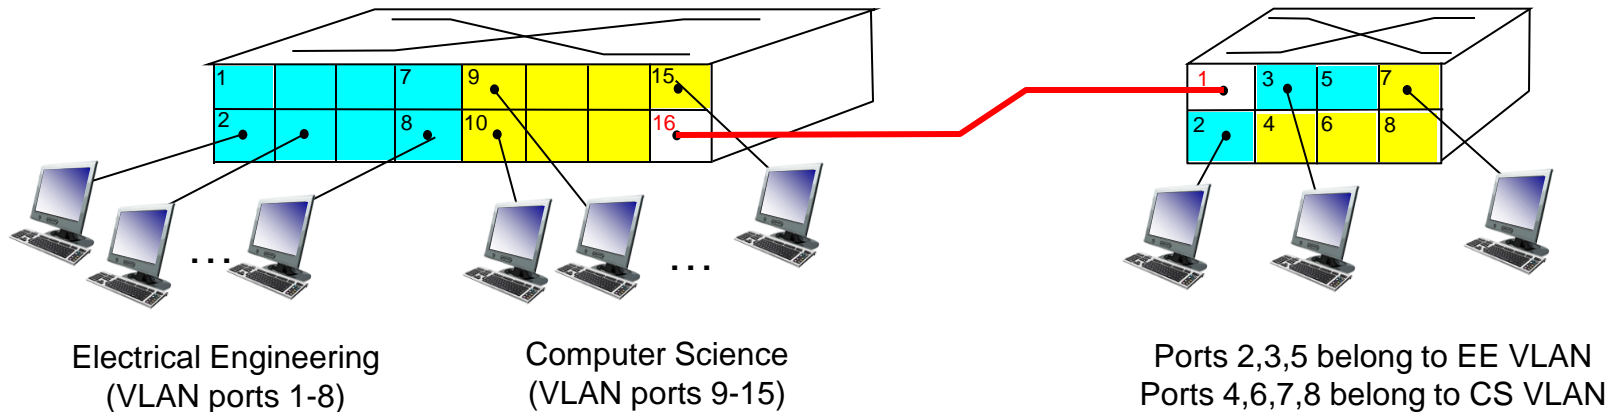 1 7 9 15
2 8 10 16
1 3 5 7
2 4 6 8
... ...
Electrical Engineering
(VLAN ports 1-8)
Computer Science
(VLAN ports 9-15)
Ports 2,3,5 belong to EE VLAN
Ports 4,6,7,8 belong to CS VLAN